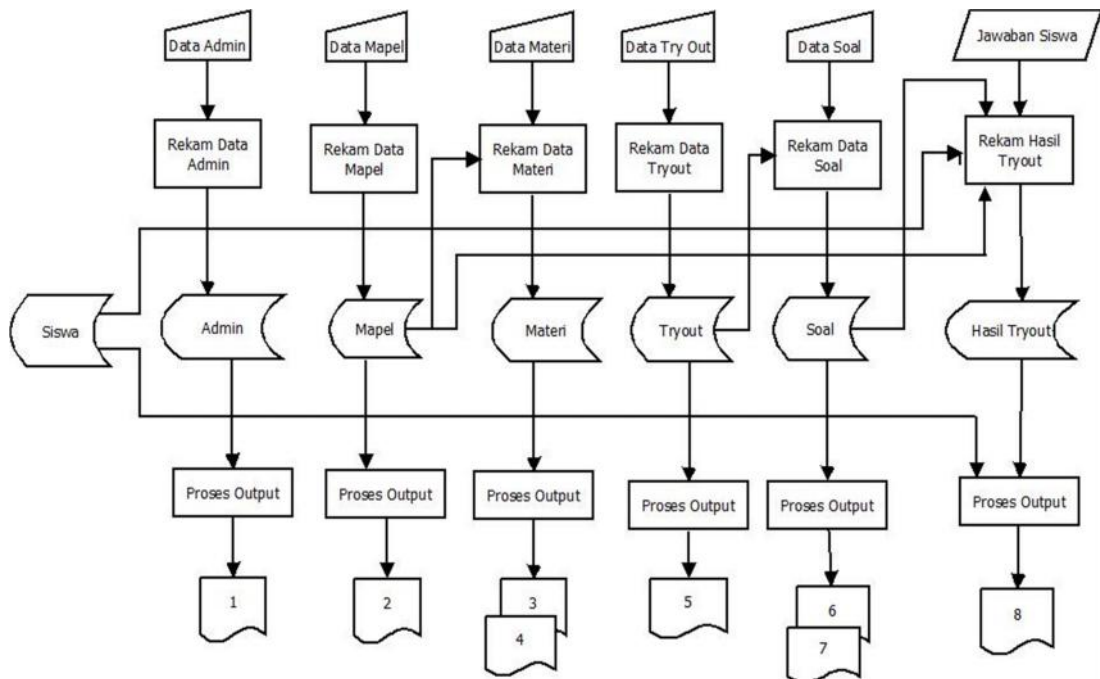 Data Admin
Data Mapel
Data Materi
Data Try Out
Data Soal
Jawaban Siswa
Rekam Data
Admin
Rekam Data
Mapel
Rekam Data
Materi
Rekam Data
Tryout
Rekam Data
Soal
Rekam Hasil
Tryout
Siswa
Admin
Mapel
Materi
Tryout
Soal
Hasil Tryout
Proses Output
Proses Output
Proses Output
Proses Output
Proses Output
Proses Output
1
2
3
4
5
6
7
8